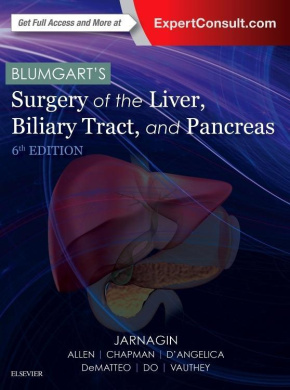 Get Full Access and More at
ExpertConsult.com
BLUMGART'S
Surgery of the Liver,
Biliary Tract, and Pancreas
6th EDITION
JARNAGIN
ALLEN | CHAPMAN | D'ANGELICA
DeMATTEO | DO | VAUTHEY
ELSEVIER